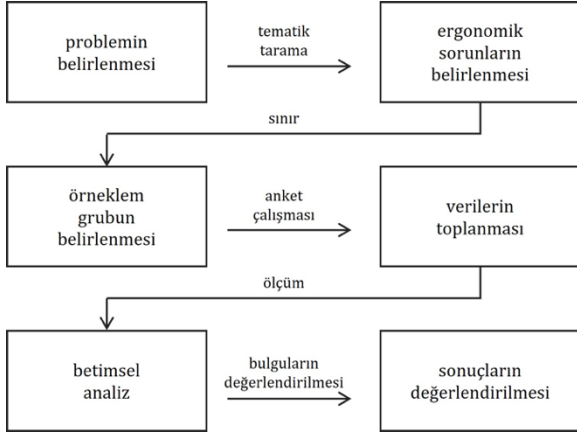 problemin
belirlenmesi
tematik
tarama
ergonomik
sorunların
belirlenmesi
sınır
örneklem
grubun
belirlenmesi
anket
çalışması
verilerin
toplanması
ölçüm
betimsel
analiz
bulguların
değerlendirilmesi
sonuçların
değerlendirilmesi